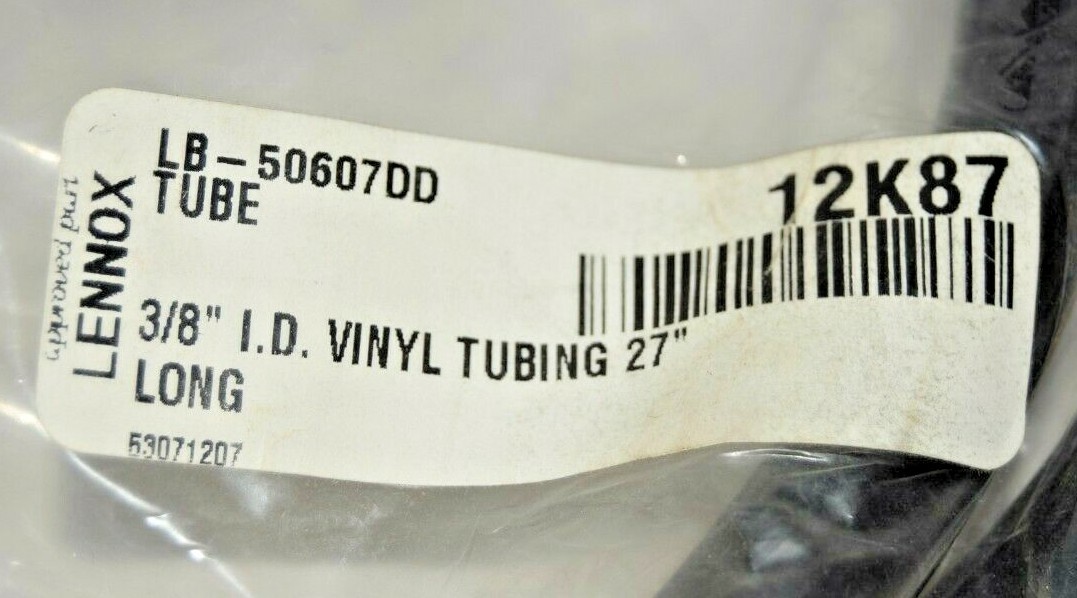 LB-50607DD
12K87
TUBE
LENNOX
3/8" I.D. VINYL TUBING 27"
LONG
53071207